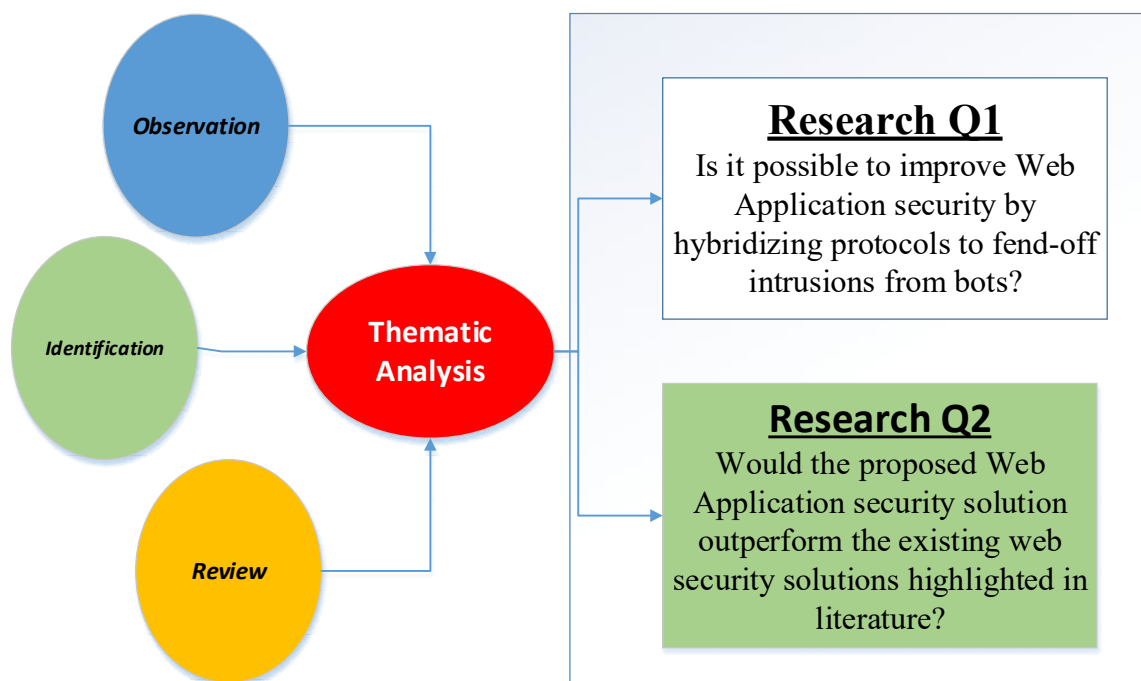 Observation
Identification
Review
Thematic
Analysis
Research Q1
Is it possible to improve Web
Application security by
hybridizing protocols to fend-off
intrusions from bots?
Research Q2
Would the proposed Web
Application security solution
outperform the existing web
security solutions highlighted in
literature?